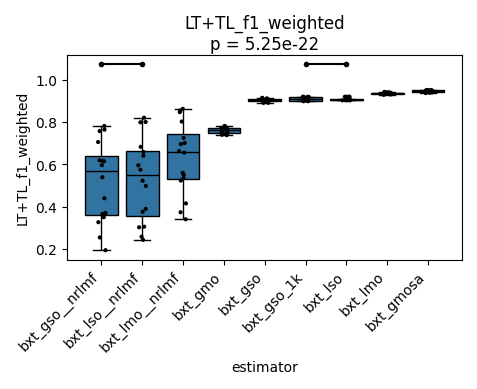 LT+TL_f1_weighted
p = 5.25e-22
LT+TL_f1_weighted
1.0
0.8
0.6
0.4
0.2
bxt_gso__nrlmf
bxt_lso__nrlmf
bxt_lmo__nrlmf
bxt_gmo
bxt_gso
bxt_gso_1k
bxt_lso
bxt_lmo
bxt_gmosa
estimator